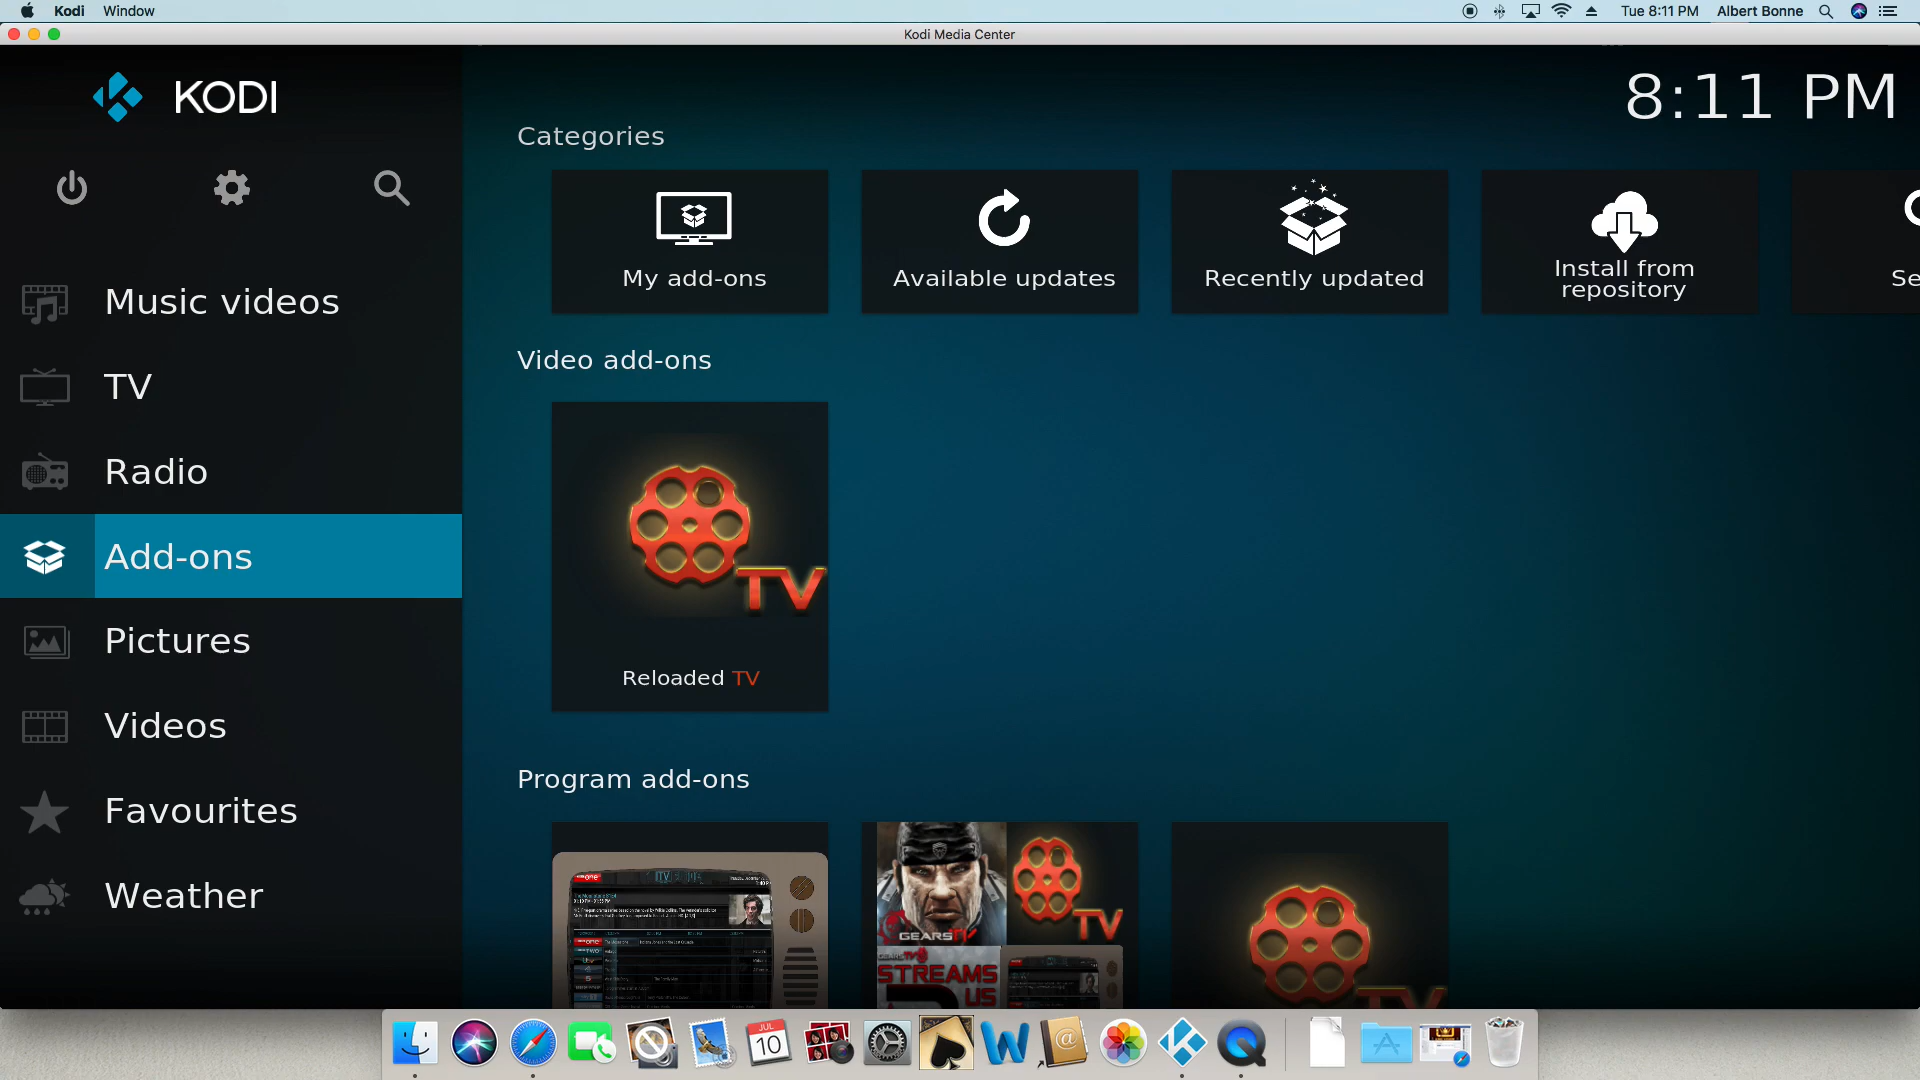 Kodi Window
Tue 8:11 PM Albert Bonne
Kodi Media Center
KODI
8:11 PM
Categories
My add-ons
Available updates
Recently updated
Install from
repository
Se
Music videos
TV
Radio
Add-ons
Pictures
Videos
Favourites
Weather
Video add-ons
TV
Reloaded TV
Program add-ons
GEARS TV
TV
STREAMS
US
TV
JUL
10